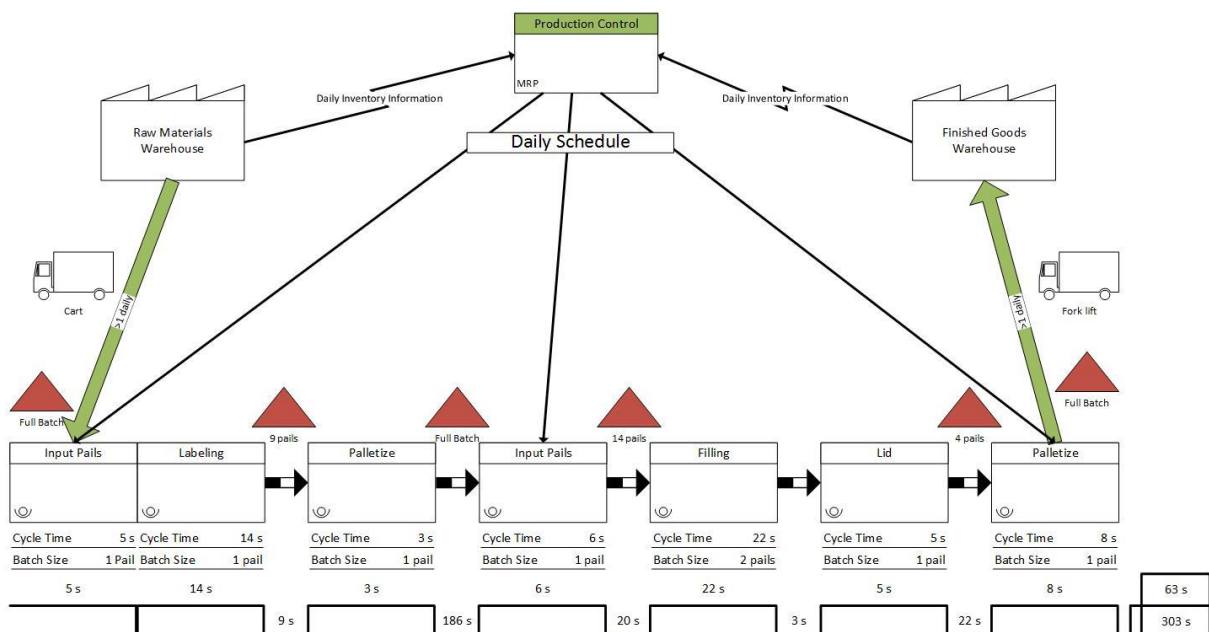 Production Control
MRP
Daily Inventory Information
Daily Inventory Information
Raw Materials
Warehouse
Daily Schedule
Finished Goods
Warehouse
Cart
>1 daily
>1 daily
Fork lift
Full Batch
Full Batch
9 pails
Full Batch
14 pails
4 pails
Input Pails
Labeling
Palletize
Input Pails
Filling
Lid
Palletize
Cycle Time 5 s
Cycle Time 14 s
Cycle Time 3 s
Cycle Time 6 s
Cycle Time 22 s
Cycle Time 5 s
Cycle Time 8 s
Batch Size 1 Pail
Batch Size 1 pail
Batch Size 1 pail
Batch Size 1 pail
Batch Size 2 pails
Batch Size 1 pail
Batch Size 1 pail
5 s
14 s
3 s
6 s
22 s
5 s
8 s
63 s
9 s
186 s
20 s
3 s
22 s
303 s